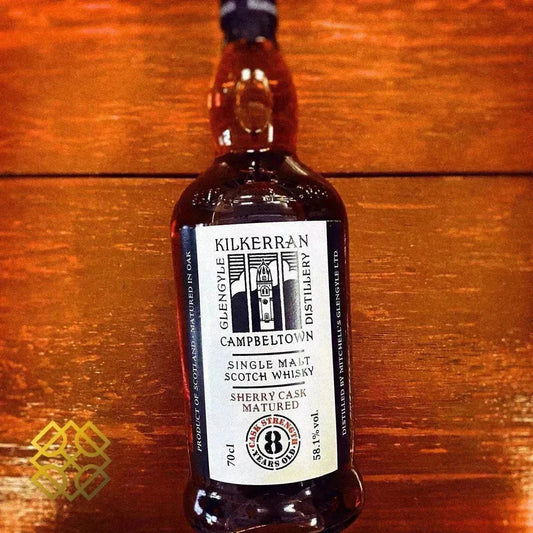 KILKERRAN
GLENGYLE
DISTILLERY
CAMPBELTOWN
SINGLE MALT
SCOTCH WHISKY
SHERRY CASK
MATURED
CASK STRENGTH
8
YEARS OLD
70cl
58.1% vol.
PRODUCT OF SCOTLAND • MATURED IN OAK
DISTILLED BY MITCHELL'S GLENGYLE LTD.